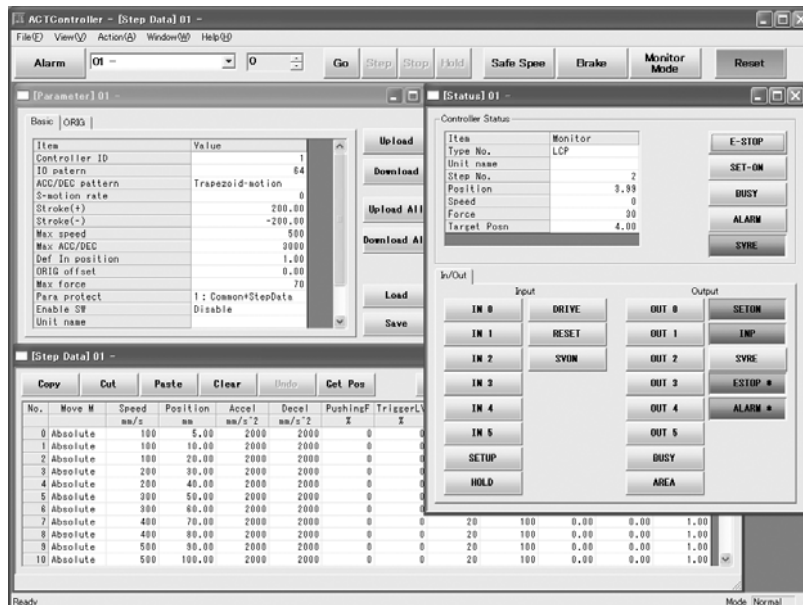 ACTController - [Step Data] 01 -
File(F) View(V) Action(A) Window(W) Help(H)
Alarm 01 - 0 Go Step Stop Hold Safe Spee Brake Monitor Mode Reset
[Parameter] 01 -
Basic ORIG
Item Value
Controller ID 1
IO patern 64
ACC/DEC pattern Trapezoid-motion
S-motion rate 0
Stroke(+) 200.00
Stroke(-) -200.00
Max speed 500
Max ACC/DEC 3000
Def In position 1.00
ORIG offset 0.00
Max force 70
Para protect 1 : Common+StepData
Enable SW Disable
Unit name
Upload
Download
Upload All
Download Al
Load
Save
[Status] 01 -
Controller Status
Item Monitor
Type No. LCP
Unit name
Step No. 2
Position 3.99
Speed 0
Force 30
Target Posn 4.00
E-STOP
SET-ON
BUSY
ALARM
SVRE
In/Out
Input Output
IN 0 DRIVE OUT 0 SETON
IN 1 RESET OUT 1 INP
IN 2 SVON OUT 2 SVRE
IN 3 OUT 3 ESTOP *
IN 4 OUT 4 ALARM *
IN 5 OUT 5
SETUP BUSY
HOLD AREA
[Step Data] 01 -
Copy Cut Paste Clear Undo Get Pos
No. Move M Speed Position Accel Decel PushingF TriggerLV
mm/s mm mm/s^2 mm/s^2 % %
0 Absolute 100 5.00 2000 2000 0 0
1 Absolute 100 10.00 2000 2000 0 0
2 Absolute 100 20.00 2000 2000 0 0
3 Absolute 200 30.00 2000 2000 0 0
4 Absolute 200 40.00 2000 2000 0 0
5 Absolute 300 50.00 2000 2000 0 0
6 Absolute 300 60.00 2000 2000 0 0
7 Absolute 400 70.00 2000 2000 0 0 20 100 0.00 0.00 1.00
8 Absolute 400 80.00 2000 2000 0 0 20 100 0.00 0.00 1.00
9 Absolute 500 90.00 2000 2000 0 0 20 100 0.00 0.00 1.00
10 Absolute 500 100.00 2000 2000 0 0 20 100 0.00 0.00 1.00
Ready Mode Normal